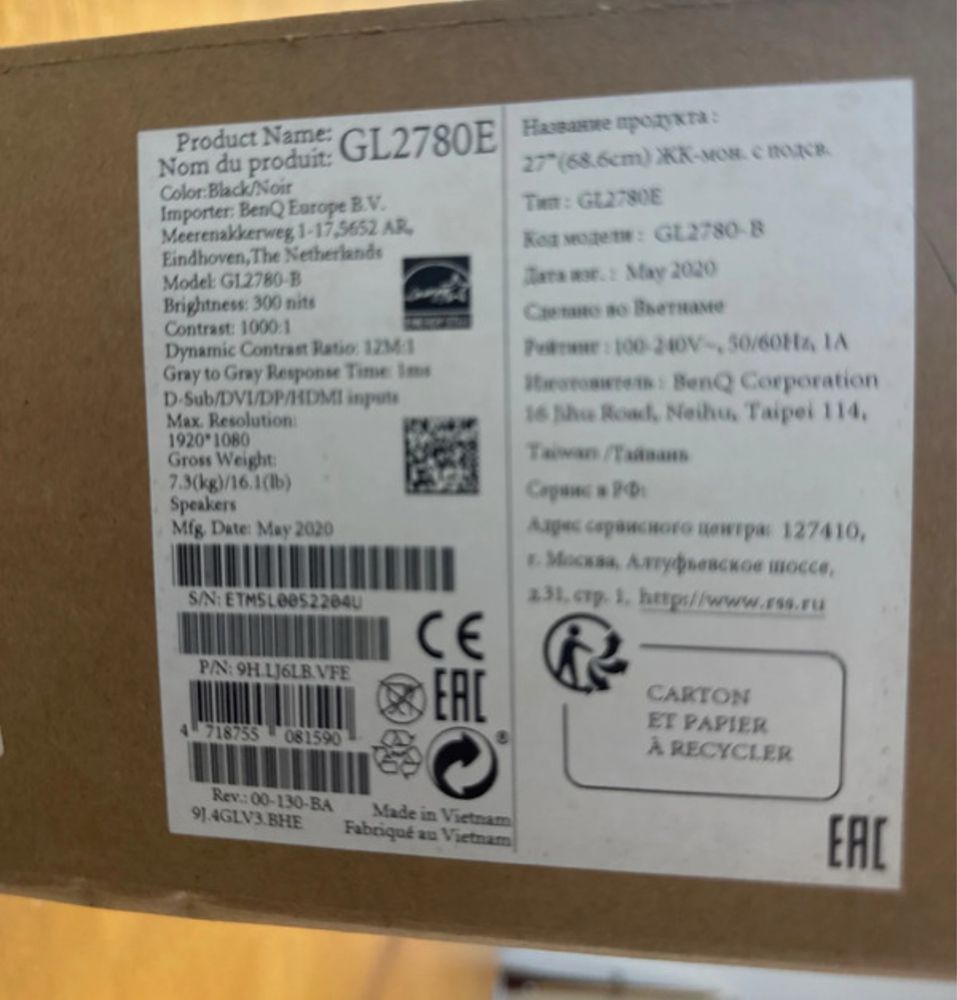 Product Name:
Nom du produit: GL2780E
Color:Black/Noir
Importer: BenQ Europe B.V.
Meerenakkerweg 1-17,5652 AR,
Eindhoven,The Netherlands
Model: GL2780-B
Brightness: 300 nits
Contrast: 1000:1
Dynamic Contrast Ratio: 12M:1
Gray to Gray Response Time: 1ms
D-Sub/DVI/DP/HDMI inputs
Max. Resolution:
1920*1080
Gross Weight:
7.3(kg)/16.1(lb)
Speakers
Mfg. Date: May 2020
S/N: ETM5L0052204U
P/N: 9H.LJ6LB.VFE
4 718755 081590
Rev.: 00-130-BA
9J.4GLV3.BHE
CE
EAC
®
Made in Vietnam
Fabriqué au Vietnam
Название продукта :
27"(68.6cm) ЖК-мон. с подсв.
Тип : GL2780E
Код модели : GL2780-B
Дата изг. : May 2020
Сделано во Вьетнаме
Рейтинг : 100-240V~, 50/60Hz, 1A
Изготовитель : BenQ Corporation
16 Jihu Road, Neihu, Taipei 114,
Taiwan /Тайвань
Сервис в РФ:
Адрес сервисного центра: 127410,
г. Москва, Алтуфьевское шоссе,
д.31, стр. 1, http://www.rss.ru
CARTON
ET PAPIER
À RECYCLER
EAC